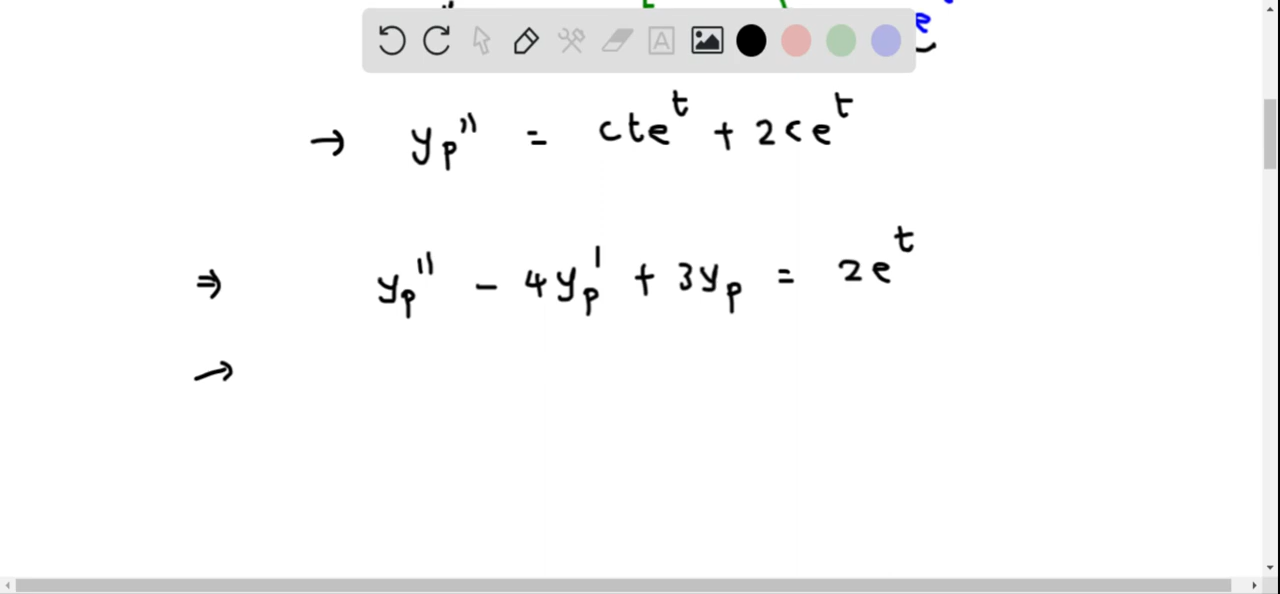 e
→ yp'' = cte^t + 2ce^t
⇒ yp'' - 4yp' + 3yp = 2e^t
→